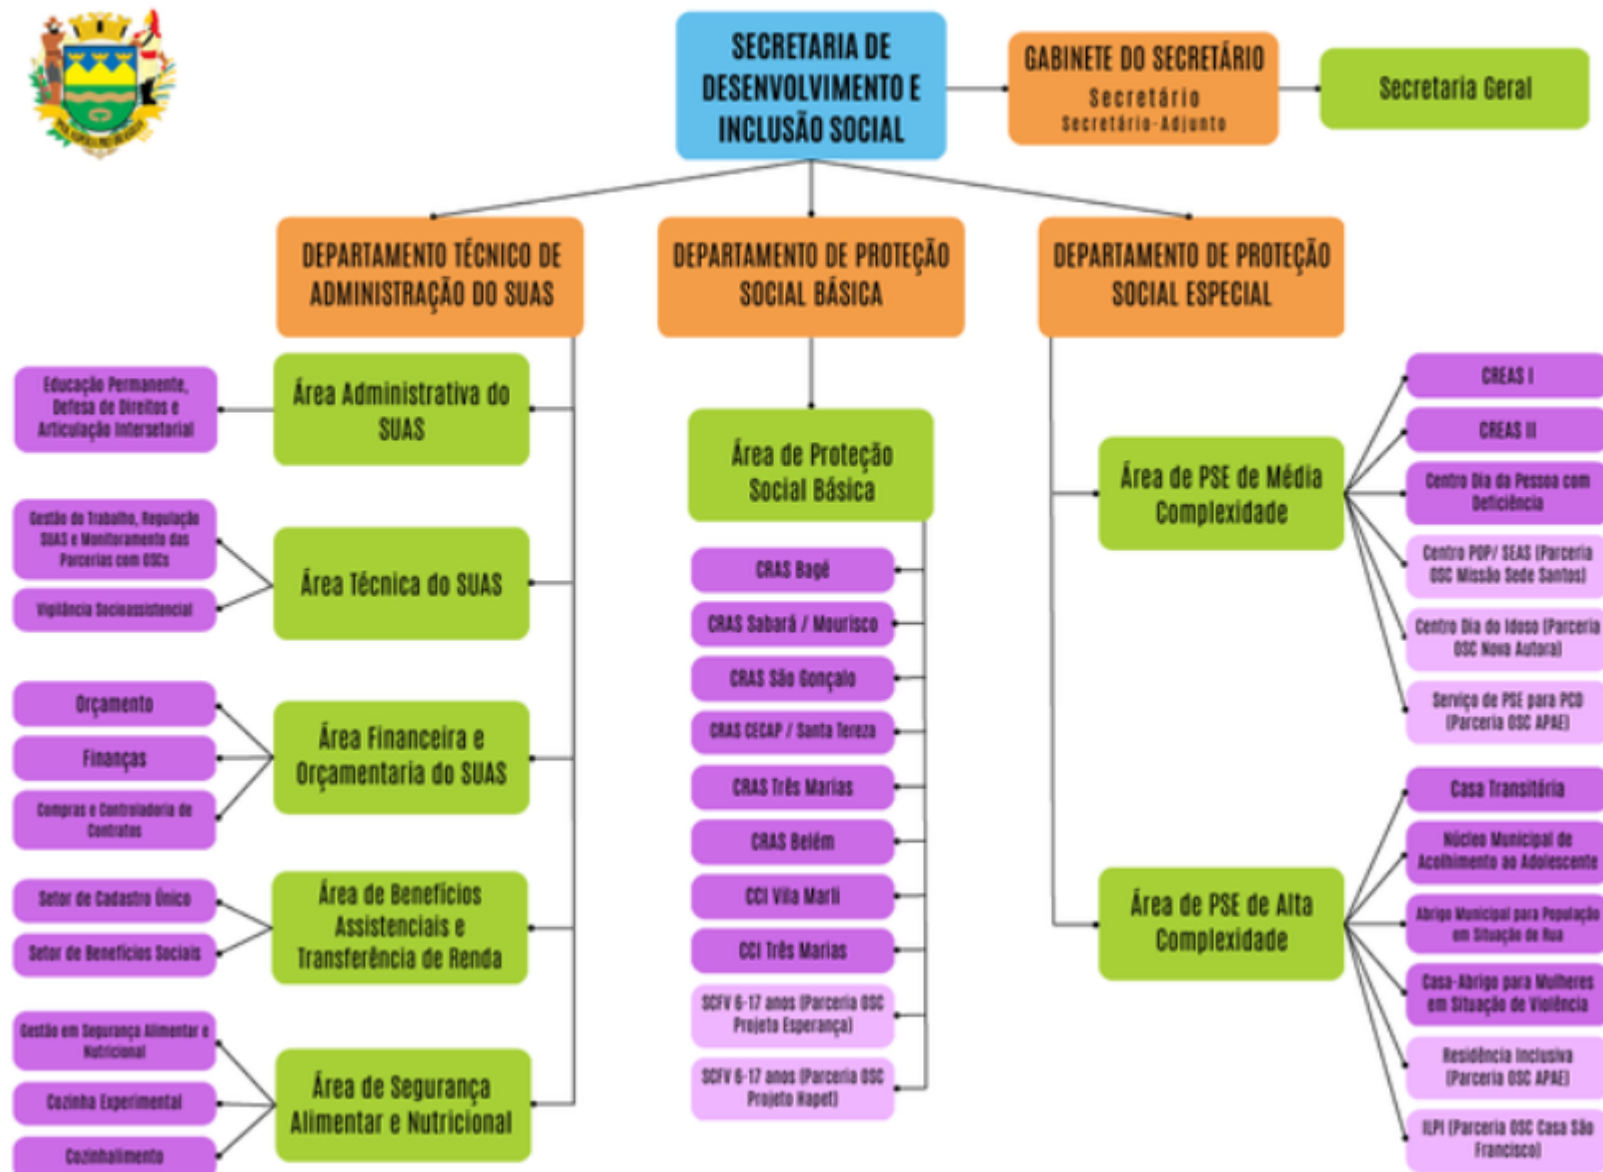 SECRETARIA DE
DESENVOLVIMENTO E
INCLUSÃO SOCIAL
GABINETE DO SECRETÁRIO
Secretário
Secretário-Adjunto
Secretaria Geral
DEPARTAMENTO TÉCNICO DE
ADMINISTRAÇÃO DO SUAS
Área Administrativa do
SUAS
Educação Permanente,
Defesa de Direitos e
Articulação Intersetorial
Área Técnica do SUAS
Gestão do Trabalho, Regulação
SUAS e Monitoramento das
Parcerias com OSCs
Vigilância Socioassistencial
Área Financeira e
Orçamentaria do SUAS
Orçamento
Finanças
Compras e Controladoria de
Contratos
Área de Benefícios
Assistenciais e
Transferência de Renda
Setor de Cadastro Único
Setor de Benefícios Sociais
Área de Segurança
Alimentar e Nutricional
Gestão em Segurança Alimentar e
Nutricional
Cozinha Experimental
Cozinhalimento
DEPARTAMENTO DE PROTEÇÃO
SOCIAL BÁSICA
Área de Proteção
Social Básica
CRAS Bagé
CRAS Sabará / Mourisco
CRAS São Gonçalo
CRAS CECAP / Santa Tereza
CRAS Três Marias
CRAS Belém
CCI Vila Marli
CCI Três Marias
SCFV 6-17 anos (Parceria OSC
Projeto Esperança)
SCFV 6-17 anos (Parceria OSC
Projeto Hapet)
DEPARTAMENTO DE PROTEÇÃO
SOCIAL ESPECIAL
Área de PSE de Média
Complexidade
CREAS I
CREAS II
Centro Dia da Pessoa com
Deficiência
Centro POP/ SEAS (Parceria
OSC Missão Sede Santos)
Centro Dia do Idoso (Parceria
OSC Nova Autora)
Serviço de PSE para PCD
(Parceria OSC APAE)
Área de PSE de Alta
Complexidade
Casa Transitória
Núcleo Municipal de
Acolhimento ao Adolescente
Abrigo Municipal para População
em Situação de Rua
Casa-Abrigo para Mulheres
em Situação de Violência
Residência Inclusiva
(Parceria OSC APAE)
ILPI (Parceria OSC Casa São
Francisco)